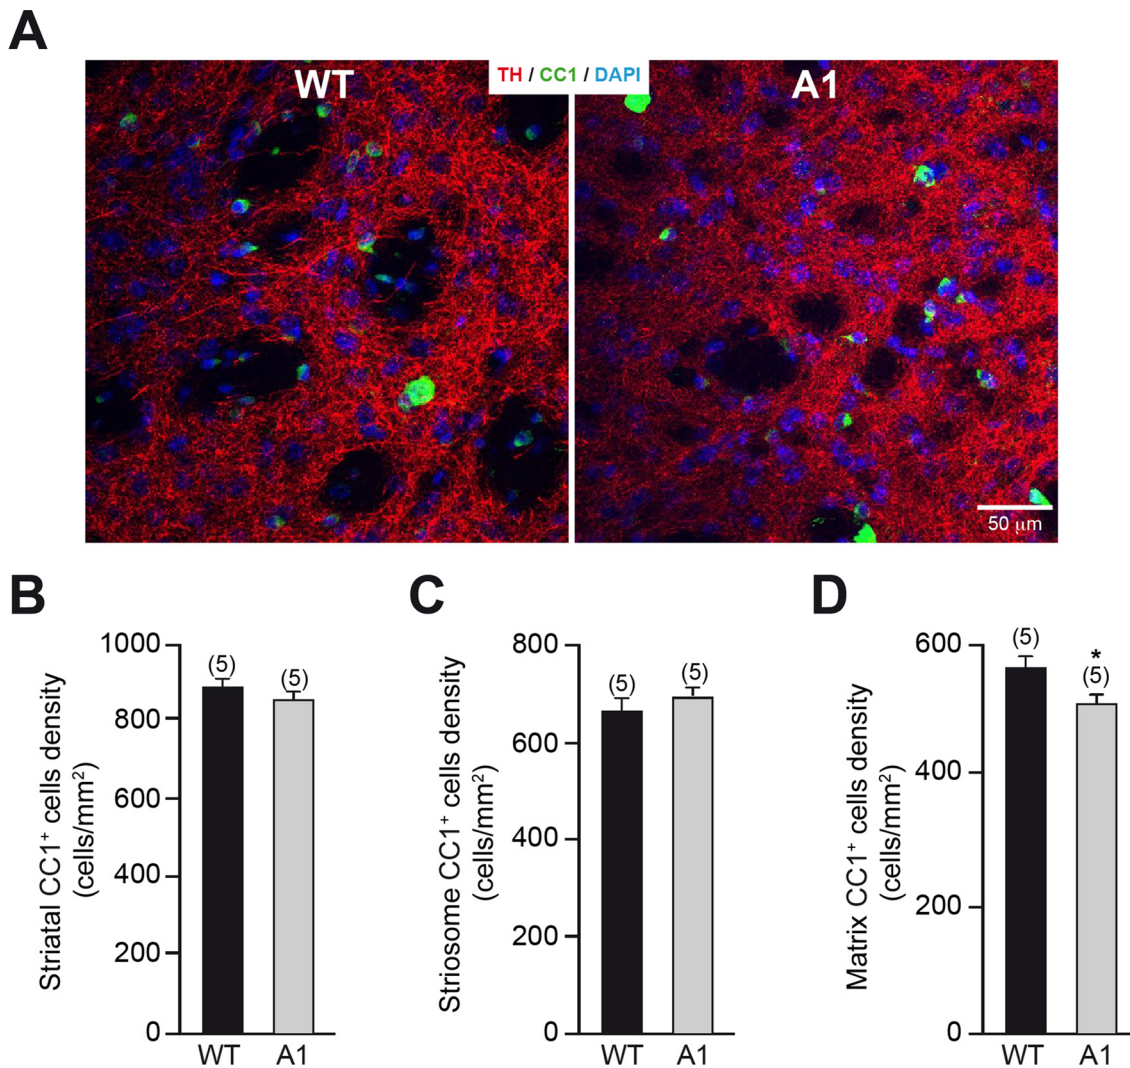 A
WT
TH / CC1 / DAPI
A1
50 μm
B
Striatal CC1⁺ cells density
(cells/mm²)
1000
800
600
400
200
0
(5)
(5)
WT
A1
C
Striosome CC1⁺ cells density
(cells/mm²)
800
600
400
200
0
(5)
(5)
WT
A1
D
Matrix CC1⁺ cells density
(cells/mm²)
600
400
200
0
(5)
*
(5)
WT
A1